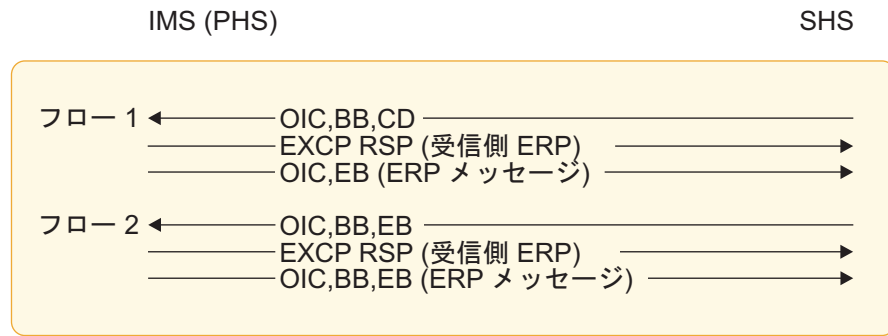 IMS (PHS) SHS
フロー 1 OIC,BB,CD
EXCP RSP (受信側 ERP)
OIC,EB (ERP メッセージ)
フロー 2 OIC,BB,EB
EXCP RSP (受信側 ERP)
OIC,BB,EB (ERP メッセージ)